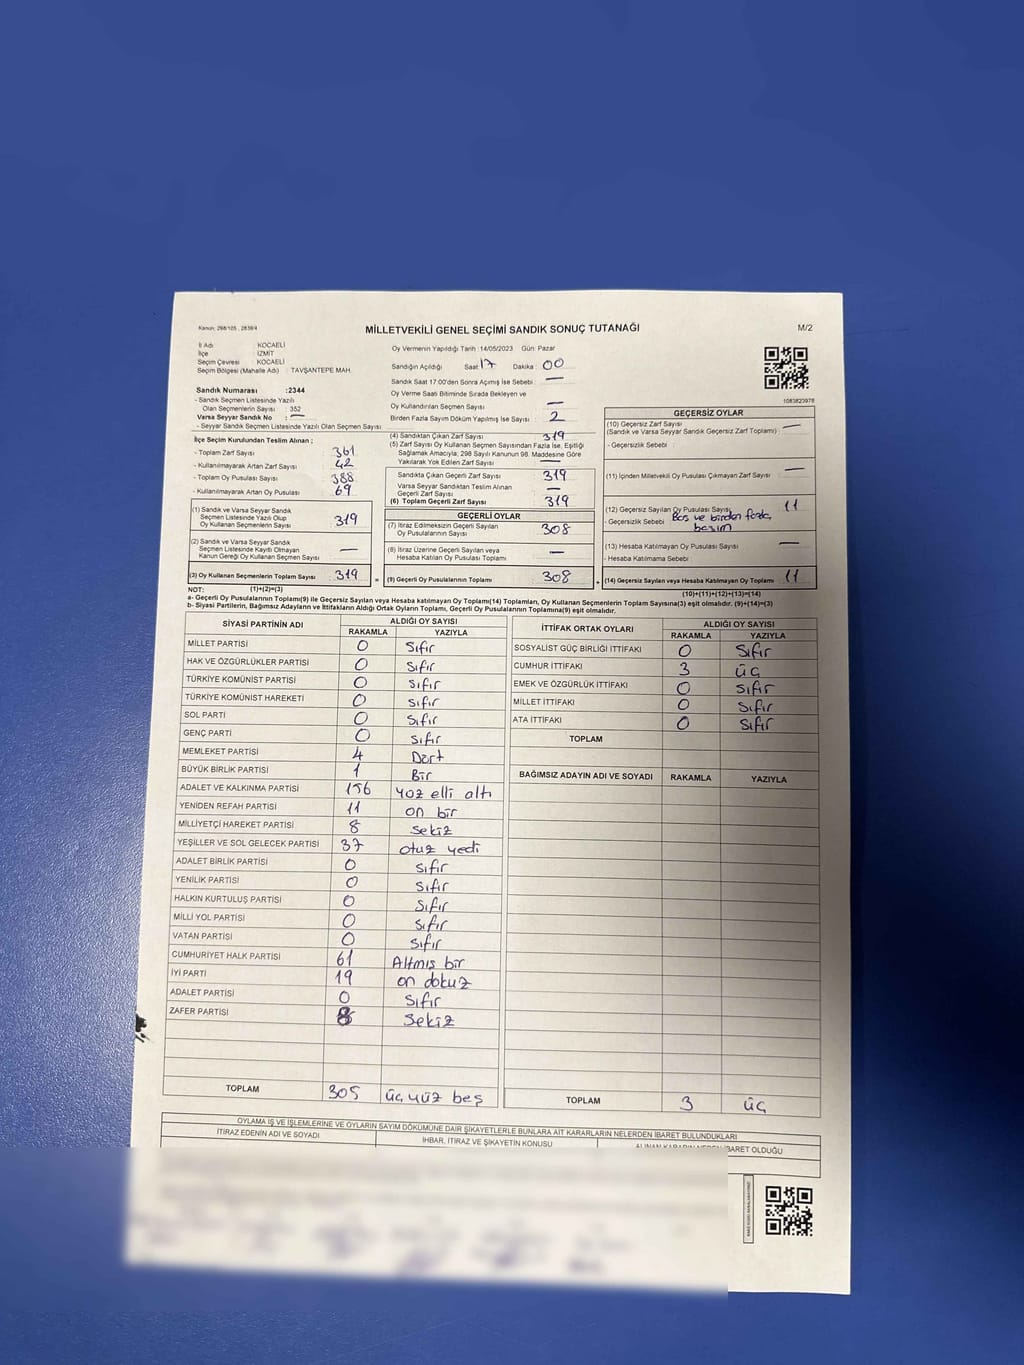 Kanun: 298/105 , 2839/4
MİLLETVEKİLİ GENEL SEÇİMİ SANDIK SONUÇ TUTANAĞI
M/2
İl Adı : KOCAELİ
İlçe : İZMİT
Seçim Çevresi : KOCAELİ
Seçim Bölgesi (Mahalle Adı) : TAVŞANTEPE MAH.
Sandık Numarası :2344
- Sandık Seçmen Listesinde Yazılı
Olan Seçmenlerin Sayısı : 352
Varsa Seyyar Sandık No : —
- Seyyar Sandık Seçmen Listesinde Yazılı Olan Seçmen Sayısı :
Oy Vermenin Yapıldığı Tarih :14/05/2023 Gün: Pazar
Sandığın Açıldığı Saat: 17 Dakika : 00
Sandık Saat 17:00'den Sonra Açılmış İse Sebebi : —
Oy Verme Saati Bitiminde Sırada Bekleyen ve
Oy Kullandırılan Seçmen Sayısı —
Birden Fazla Sayım Döküm Yapılmış İse Sayısı : 2
1083823978
İlçe Seçim Kurulundan Teslim Alınan ;
- Toplam Zarf Sayısı : 361
- Kullanılmayarak Artan Zarf Sayısı : 42
- Toplam Oy Pusulası Sayısı : 388
- Kullanılmayarak Artan Oy Pusulası : 69
(1) Sandık ve Varsa Seyyar Sandık
Seçmen Listesinde Yazılı Olup
Oy Kullanan Seçmenlerin Sayısı 319
(2) Sandık ve Varsa Seyyar Sandık
Seçmen Listesinde Kayıtlı Olmayan
Kanun Gereği Oy Kullanan Seçmen Sayısı —
(3) Oy Kullanan Seçmenlerin Toplam Sayısı 319 =
(1)+(2)=(3)
(4) Sandıktan Çıkan Zarf Sayısı 319
(5) Zarf Sayısı Oy Kullanan Seçmen Sayısından Fazla İse, Eşitliği
Sağlamak Amacıyla, 298 Sayılı Kanunun 98. Maddesine Göre
Yakılarak Yok Edilen Zarf Sayısı —
Sandıkta Çıkan Geçerli Zarf Sayısı 319
Varsa Seyyar Sandıktan Teslim Alınan
Geçerli Zarf Sayısı —
(6) Toplam Geçerli Zarf Sayısı 319
GEÇERLİ OYLAR
(7) İtiraz Edilmeksizin Geçerli Sayılan
Oy Pusulasının Sayısı 308
(8) İtiraz Üzerine Geçerli Sayılan veya
Hesaba Katılan Oy Pusulası Toplamı —
(9) Geçerli Oy Pusulalarının Toplamı 308 +
GEÇERSİZ OYLAR
(10) Geçersiz Zarf Sayısı —
(Sandık ve Varsa Seyyar Sandık Geçersiz Zarf Toplamı) :
- Geçersizlik Sebebi :
(11) İçinden Milletvekili Oy Pusulası Çıkmayan Zarf Sayısı —
(12) Geçersiz Sayılan Oy Pusulası Sayısı 11
- Geçersizlik Sebebi Boş ve birden fazla
basım
(13) Hesaba Katılmayan Oy Pusulası Sayısı —
- Hesaba Katılmama Sebebi :
(14) Geçersiz Sayılan veya Hesaba Katılmayan Oy Toplamı 11
(10)+(11)+(12)+(13)=(14)
NOT:
a- Geçerli Oy Pusulalarının Toplamı(9) ile Geçersiz Sayılan veya Hesaba Katılmayan Oy Toplamı(14) Toplamları, Oy Kullanan Seçmenlerin Toplam Sayısına(3) eşit olmalıdır. (9)+(14)=(3)
b- Siyasi Partilerin, Bağımsız Adayların ve İttifakların Aldığı Ortak Oyların Toplamı, Geçerli Oy Pusulalarının Toplamına(9) eşit olmalıdır.
SİYASİ PARTİNİN ADI ALDIĞI OY SAYISI
RAKAMLA YAZIYLA
MİLLET PARTİSİ 0 Sıfır
HAK VE ÖZGÜRLÜKLER PARTİSİ 0 Sıfır
TÜRKİYE KOMÜNİST PARTİSİ 0 Sıfır
TÜRKİYE KOMÜNİST HAREKETİ 0 Sıfır
SOL PARTİ 0 Sıfır
GENÇ PARTİ 0 Sıfır
MEMLEKET PARTİSİ 4 Dört
BÜYÜK BİRLİK PARTİSİ 1 Bir
ADALET VE KALKINMA PARTİSİ 156 yüz elli altı
YENİDEN REFAH PARTİSİ 11 on bir
MİLLİYETÇİ HAREKET PARTİSİ 8 sekiz
YEŞİLLER VE SOL GELECEK PARTİSİ 37 otuz yedi
ADALET BİRLİK PARTİSİ 0 Sıfır
YENİLİK PARTİSİ 0 Sıfır
HALKIN KURTULUŞ PARTİSİ 0 Sıfır
MİLLİ YOL PARTİSİ 0 Sıfır
VATAN PARTİSİ 0 Sıfır
CUMHURİYET HALK PARTİSİ 61 Altmış bir
İYİ PARTİ 19 on dokuz
ADALET PARTİSİ 0 Sıfır
ZAFER PARTİSİ 8 Sekiz
TOPLAM 305 üç yüz beş
İTTİFAK ORTAK OYLARI ALDIĞI OY SAYISI
RAKAMLA YAZIYLA
SOSYALİST GÜÇ BİRLİĞİ İTTİFAKI 0 Sıfır
CUMHUR İTTİFAKI 3 üç
EMEK VE ÖZGÜRLÜK İTTİFAKI 0 Sıfır
MİLLET İTTİFAKI 0 Sıfır
ATA İTTİFAKI 0 Sıfır
TOPLAM
BAĞIMSIZ ADAYIN ADI VE SOYADI RAKAMLA YAZIYLA
TOPLAM 3 üç
OYLAMA İŞ VE İŞLEMLERİNE VE OYLARIN SAYIM DÖKÜMÜNE DAİR ŞİKAYETLERLE BUNLARA AİT KARARLARIN NELERDEN İBARET BULUNDUKLARI
İTİRAZ EDENİN ADI VE SOYADI İHBAR, İTİRAZ VE ŞİKAYETİN KONUSU ALINAN KARARIN NEDEN İBARET OLDUĞU